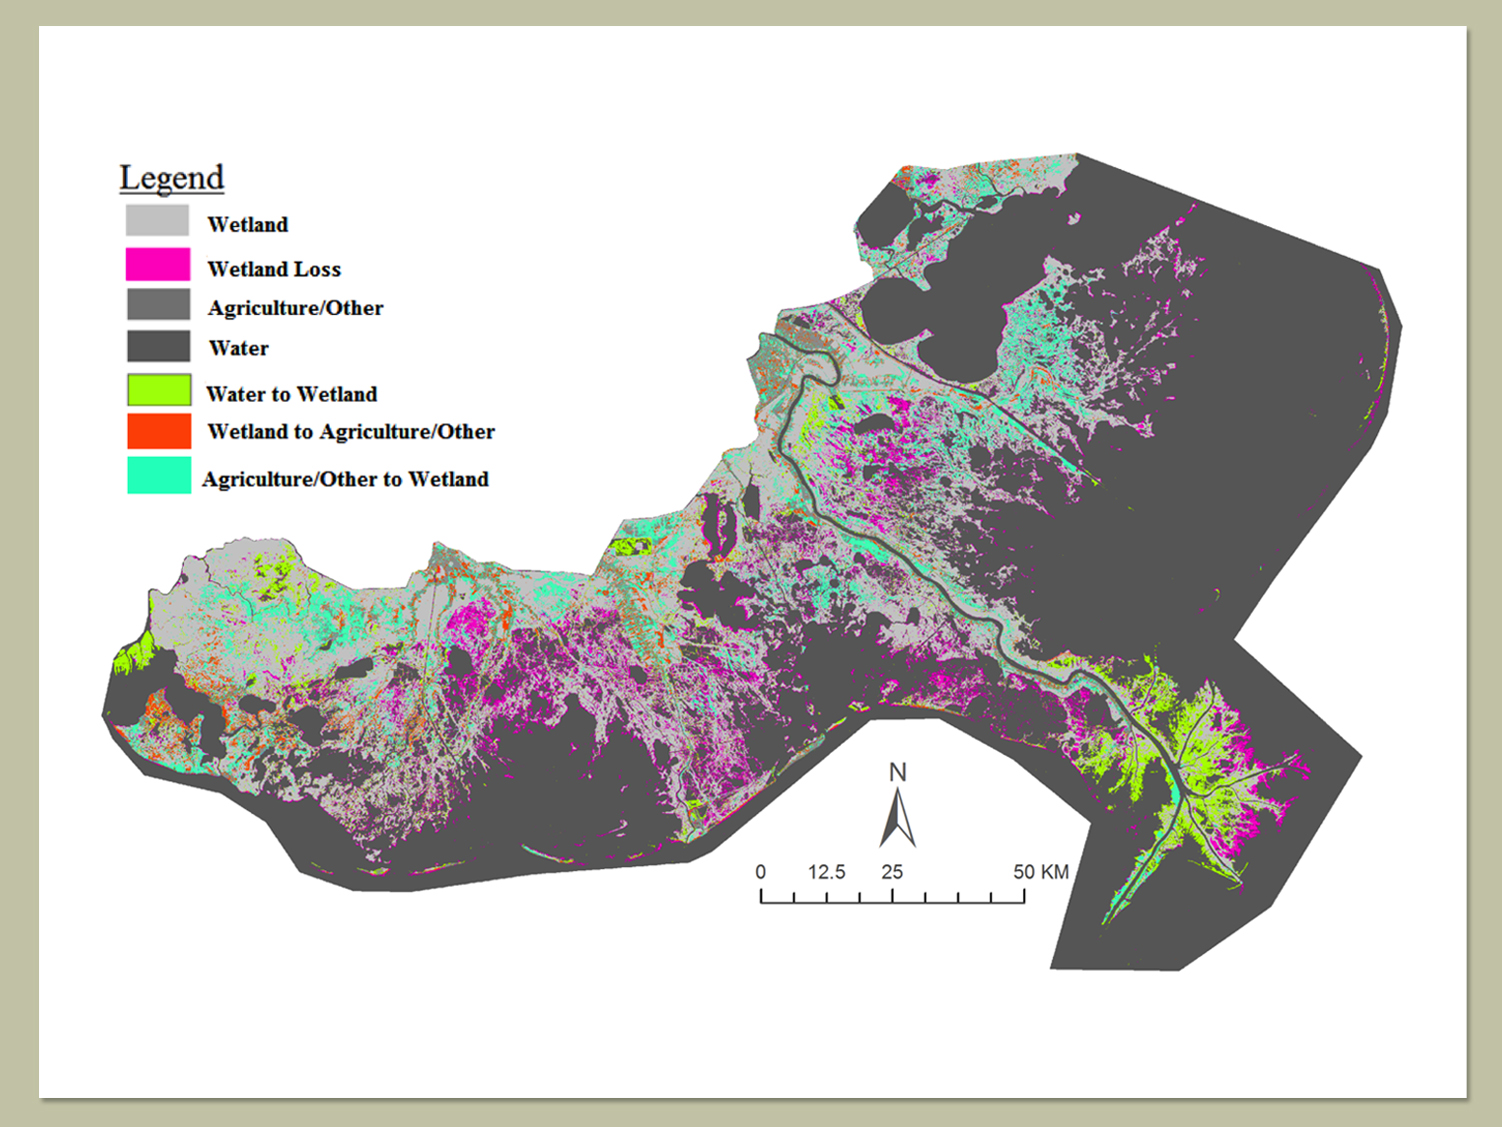 Legend
Wetland
Wetland Loss
Agriculture/Other
Water
Water to Wetland
Wetland to Agriculture/Other
Agriculture/Other to Wetland
N
0 12.5 25 50 KM